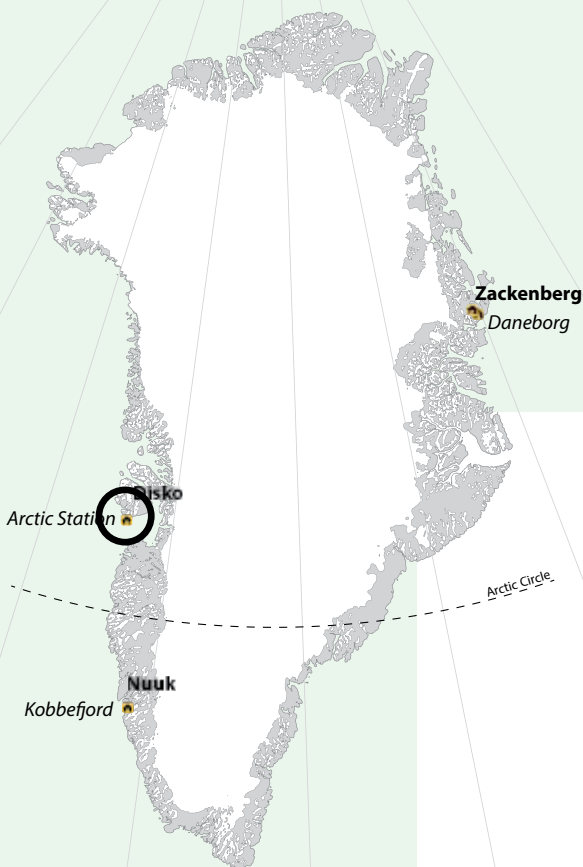 Zackenberg
Daneborg
Disko
Arctic Station
Arctic Circle
Nuuk
Kobbefjord